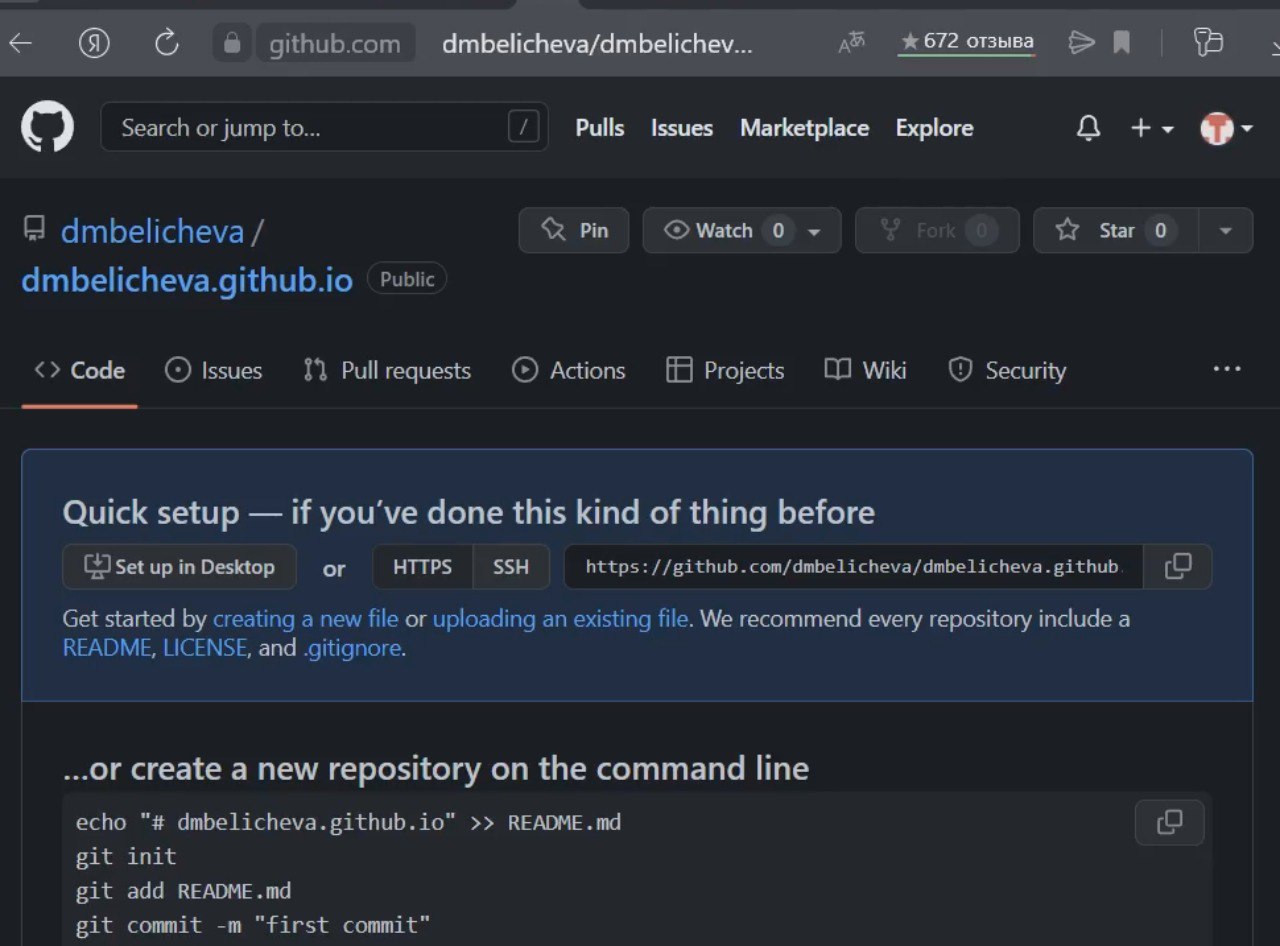 Я github.com dmbelicheva/dmbelichev... ★ 672 отзыва
Search or jump to... / Pulls Issues Marketplace Explore
dmbelicheva / Pin Watch 0 Fork 0 Star 0
dmbelicheva.github.io Public
Code Issues Pull requests Actions Projects Wiki Security ...
Quick setup — if you’ve done this kind of thing before
Set up in Desktop or HTTPS SSH https://github.com/dmbelicheva/dmbelicheva.github.
Get started by creating a new file or uploading an existing file. We recommend every repository include a
README, LICENSE, and .gitignore.
...or create a new repository on the command line
echo "# dmbelicheva.github.io" >> README.md
git init
git add README.md
git commit -m "first commit"